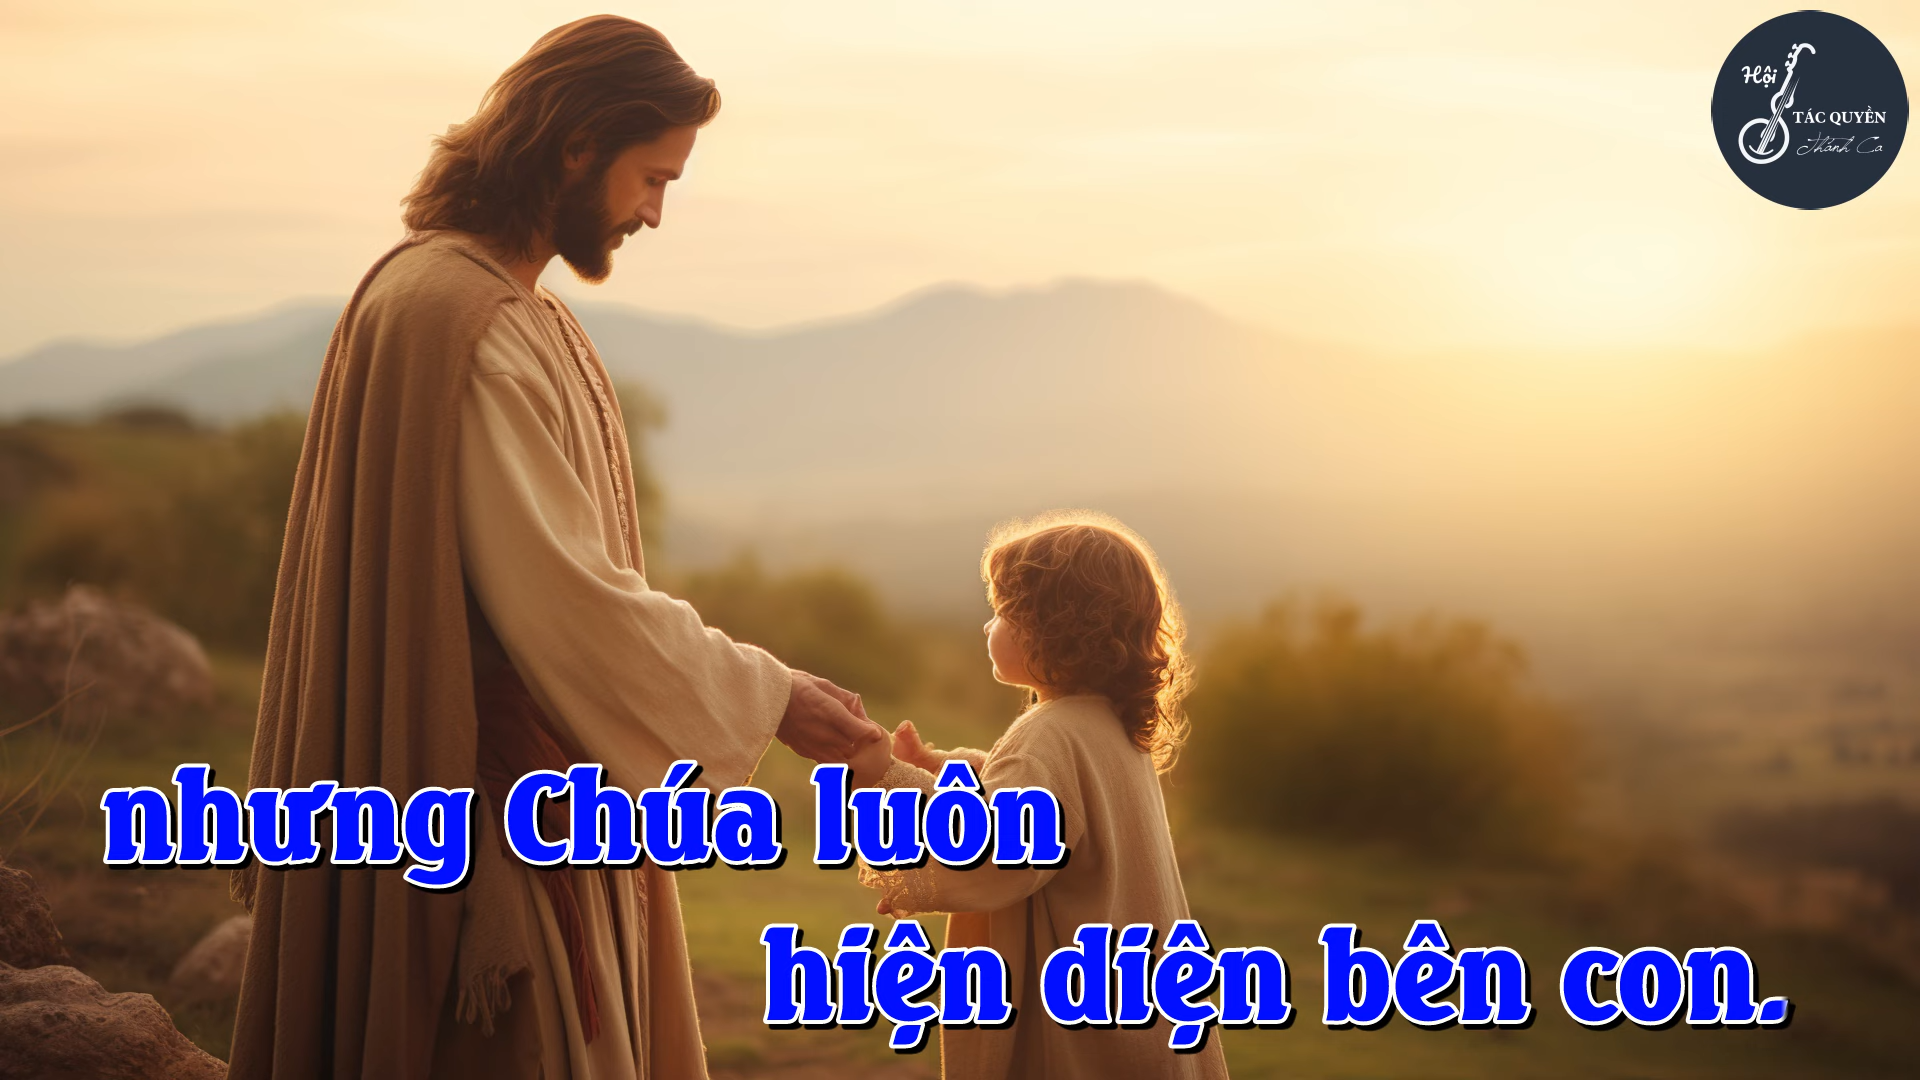 Hội
TÁC QUYỀN
Thánh Ca
nhưng Chúa luôn
hiện diện bên con.